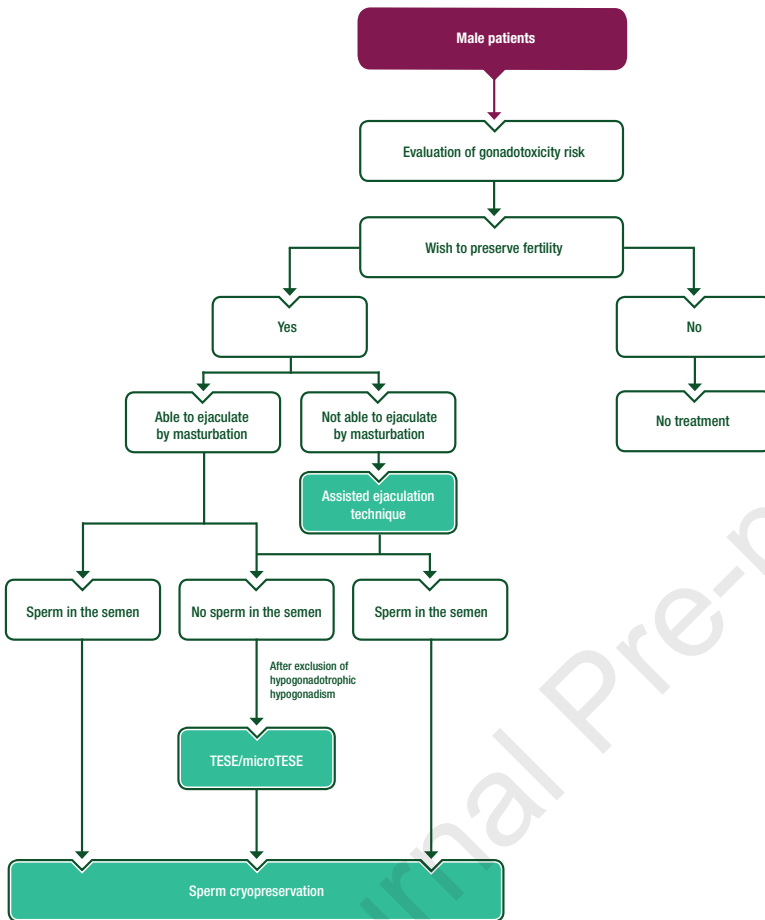 Male patients
Evaluation of gonadotoxicity risk
Wish to preserve fertility
Yes
No
Able to ejaculate
by masturbation
Not able to ejaculate
by masturbation
No treatment
Assisted ejaculation
technique
Sperm in the semen
No sperm in the semen
Sperm in the semen
After exclusion of
hypogonadotrophic
hypogonadism
TESE/microTESE
Sperm cryopreservation